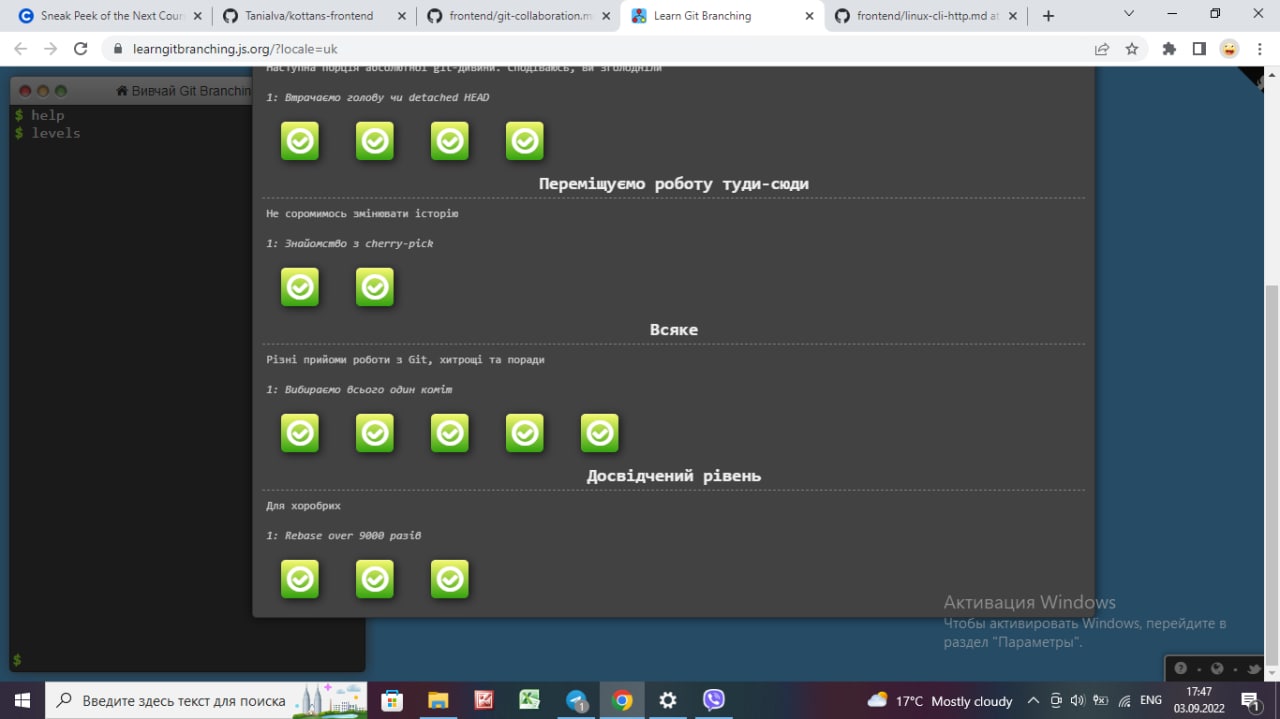 Sneak Peek of the Next Cour
Tanialva/kottans-frontend
frontend/git-collaboration.m
Learn Git Branching
frontend/linux-cli-http.md at
learngitbranching.js.org/?locale=uk
Наступна порція абсолютної git-дивини. Сподіваюсь, ви зголодніли
Вивчай Git Branchin
$ help
$ levels
1: Втрачаємо голову чи detached HEAD
Переміщуємо роботу туди-сюди
Не соромимось змінювати історію
1: Знайомство з cherry-pick
Всяке
Різні прийоми роботи з Git, хитрощі та поради
1: Вибираємо всього один коміт
Досвідчений рівень
Для хоробрих
1: Rebase over 9000 разів
Активация Windows
Чтобы активировать Windows, перейдите в
раздел "Параметры".
$
Введите здесь текст для поиска
1
17°C Mostly cloudy
ENG
17:47
03.09.2022
1